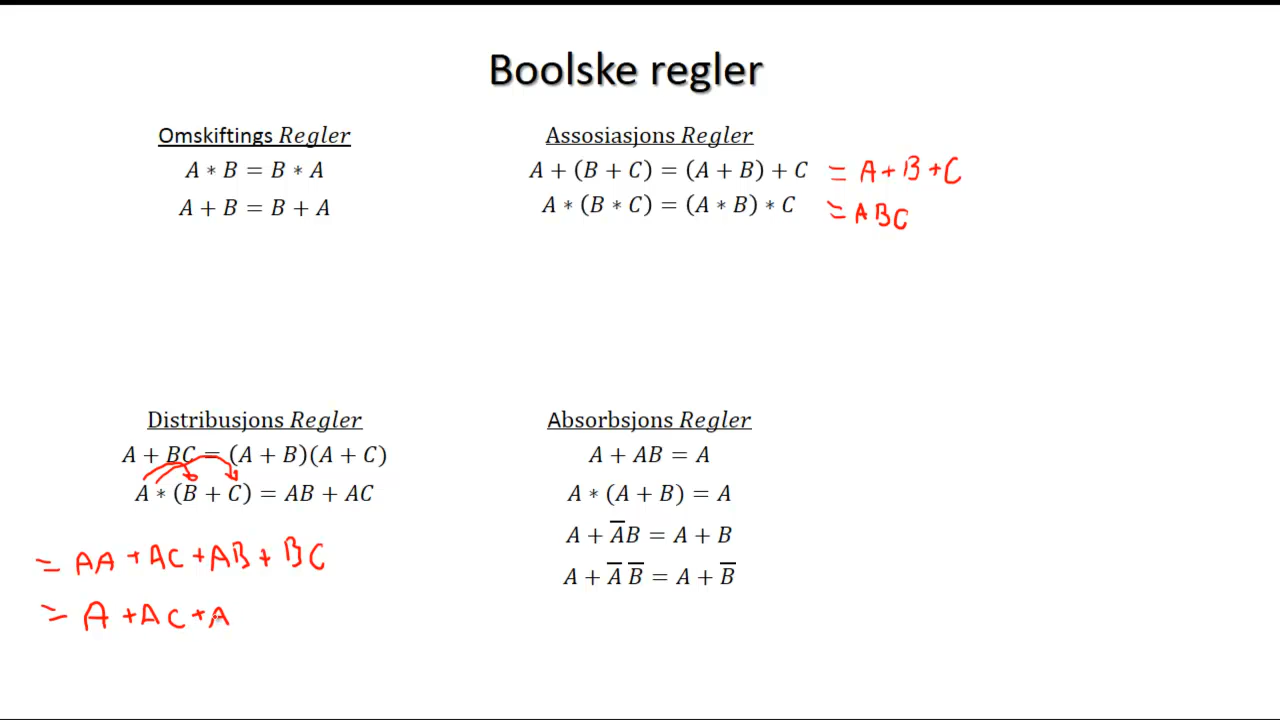 Boolske regler
Omskiftings Regler
A ∗ B = B ∗ A
A + B = B + A
Assosiasjons Regler
A + (B + C) = (A + B) + C = A + B + C
A ∗ (B ∗ C) = (A ∗ B) ∗ C = ABC
Distribusjons Regler
A + BC = (A + B)(A + C)
A ∗ (B + C) = AB + AC
= AA + AC + AB + BC
= A + AC + A
Absorbsjons Regler
A + AB = A
A ∗ (A + B) = A
A + A̅B = A + B
A + A̅ B̅ = A + B̅